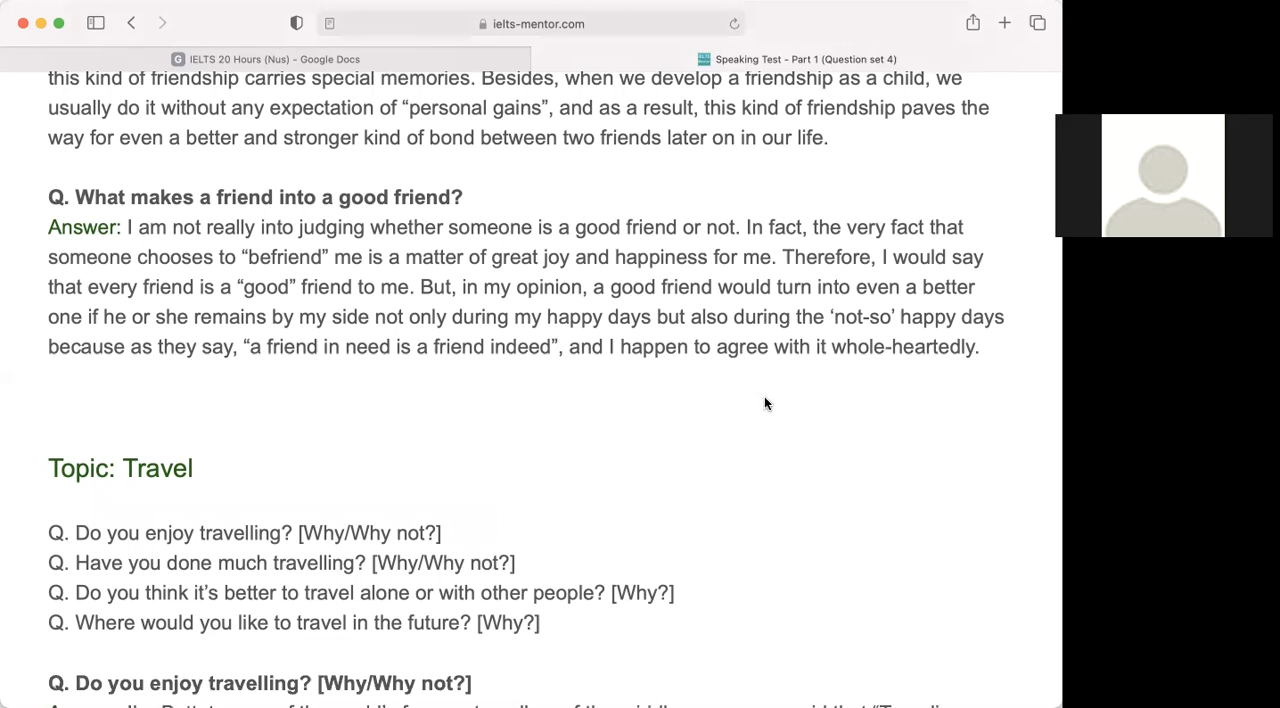 ielts-mentor.com
G IELTS 20 Hours (Nus) - Google Docs
Speaking Test - Part 1 (Question set 4)
this kind of friendship carries special memories. Besides, when we develop a friendship as a child, we
usually do it without any expectation of “personal gains”, and as a result, this kind of friendship paves the
way for even a better and stronger kind of bond between two friends later on in our life.
Q. What makes a friend into a good friend?
Answer: I am not really into judging whether someone is a good friend or not. In fact, the very fact that
someone chooses to “befriend” me is a matter of great joy and happiness for me. Therefore, I would say
that every friend is a “good” friend to me. But, in my opinion, a good friend would turn into even a better
one if he or she remains by my side not only during my happy days but also during the ‘not-so’ happy days
because as they say, “a friend in need is a friend indeed”, and I happen to agree with it whole-heartedly.
Topic: Travel
Q. Do you enjoy travelling? [Why/Why not?]
Q. Have you done much travelling? [Why/Why not?]
Q. Do you think it’s better to travel alone or with other people? [Why?]
Q. Where would you like to travel in the future? [Why?]
Q. Do you enjoy travelling? [Why/Why not?]